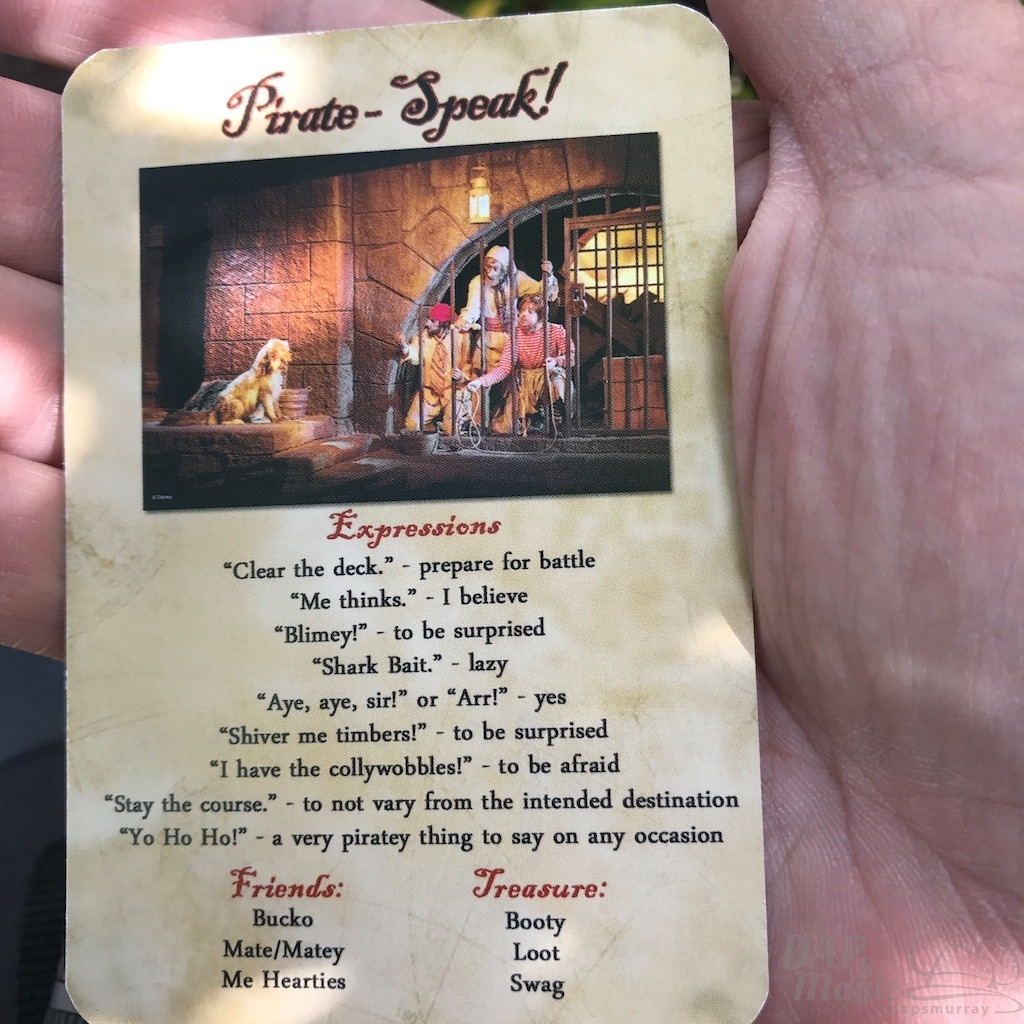 Pirate-Speak!
© Disney
Expressions
“Clear the deck.” - prepare for battle
“Me thinks.” - I believe
“Blimey!” - to be surprised
“Shark Bait.” - lazy
“Aye, aye, sir!” or “Arr!” - yes
“Shiver me timbers!” - to be surprised
“I have the collywobbles!” - to be afraid
“Stay the course.” - to not vary from the intended destination
“Yo Ho Ho!” - a very piratey thing to say on any occasion
Friends:
Bucko
Mate/Matey
Me Hearties
Treasure:
Booty
Loot
Swag
DAP
Magic